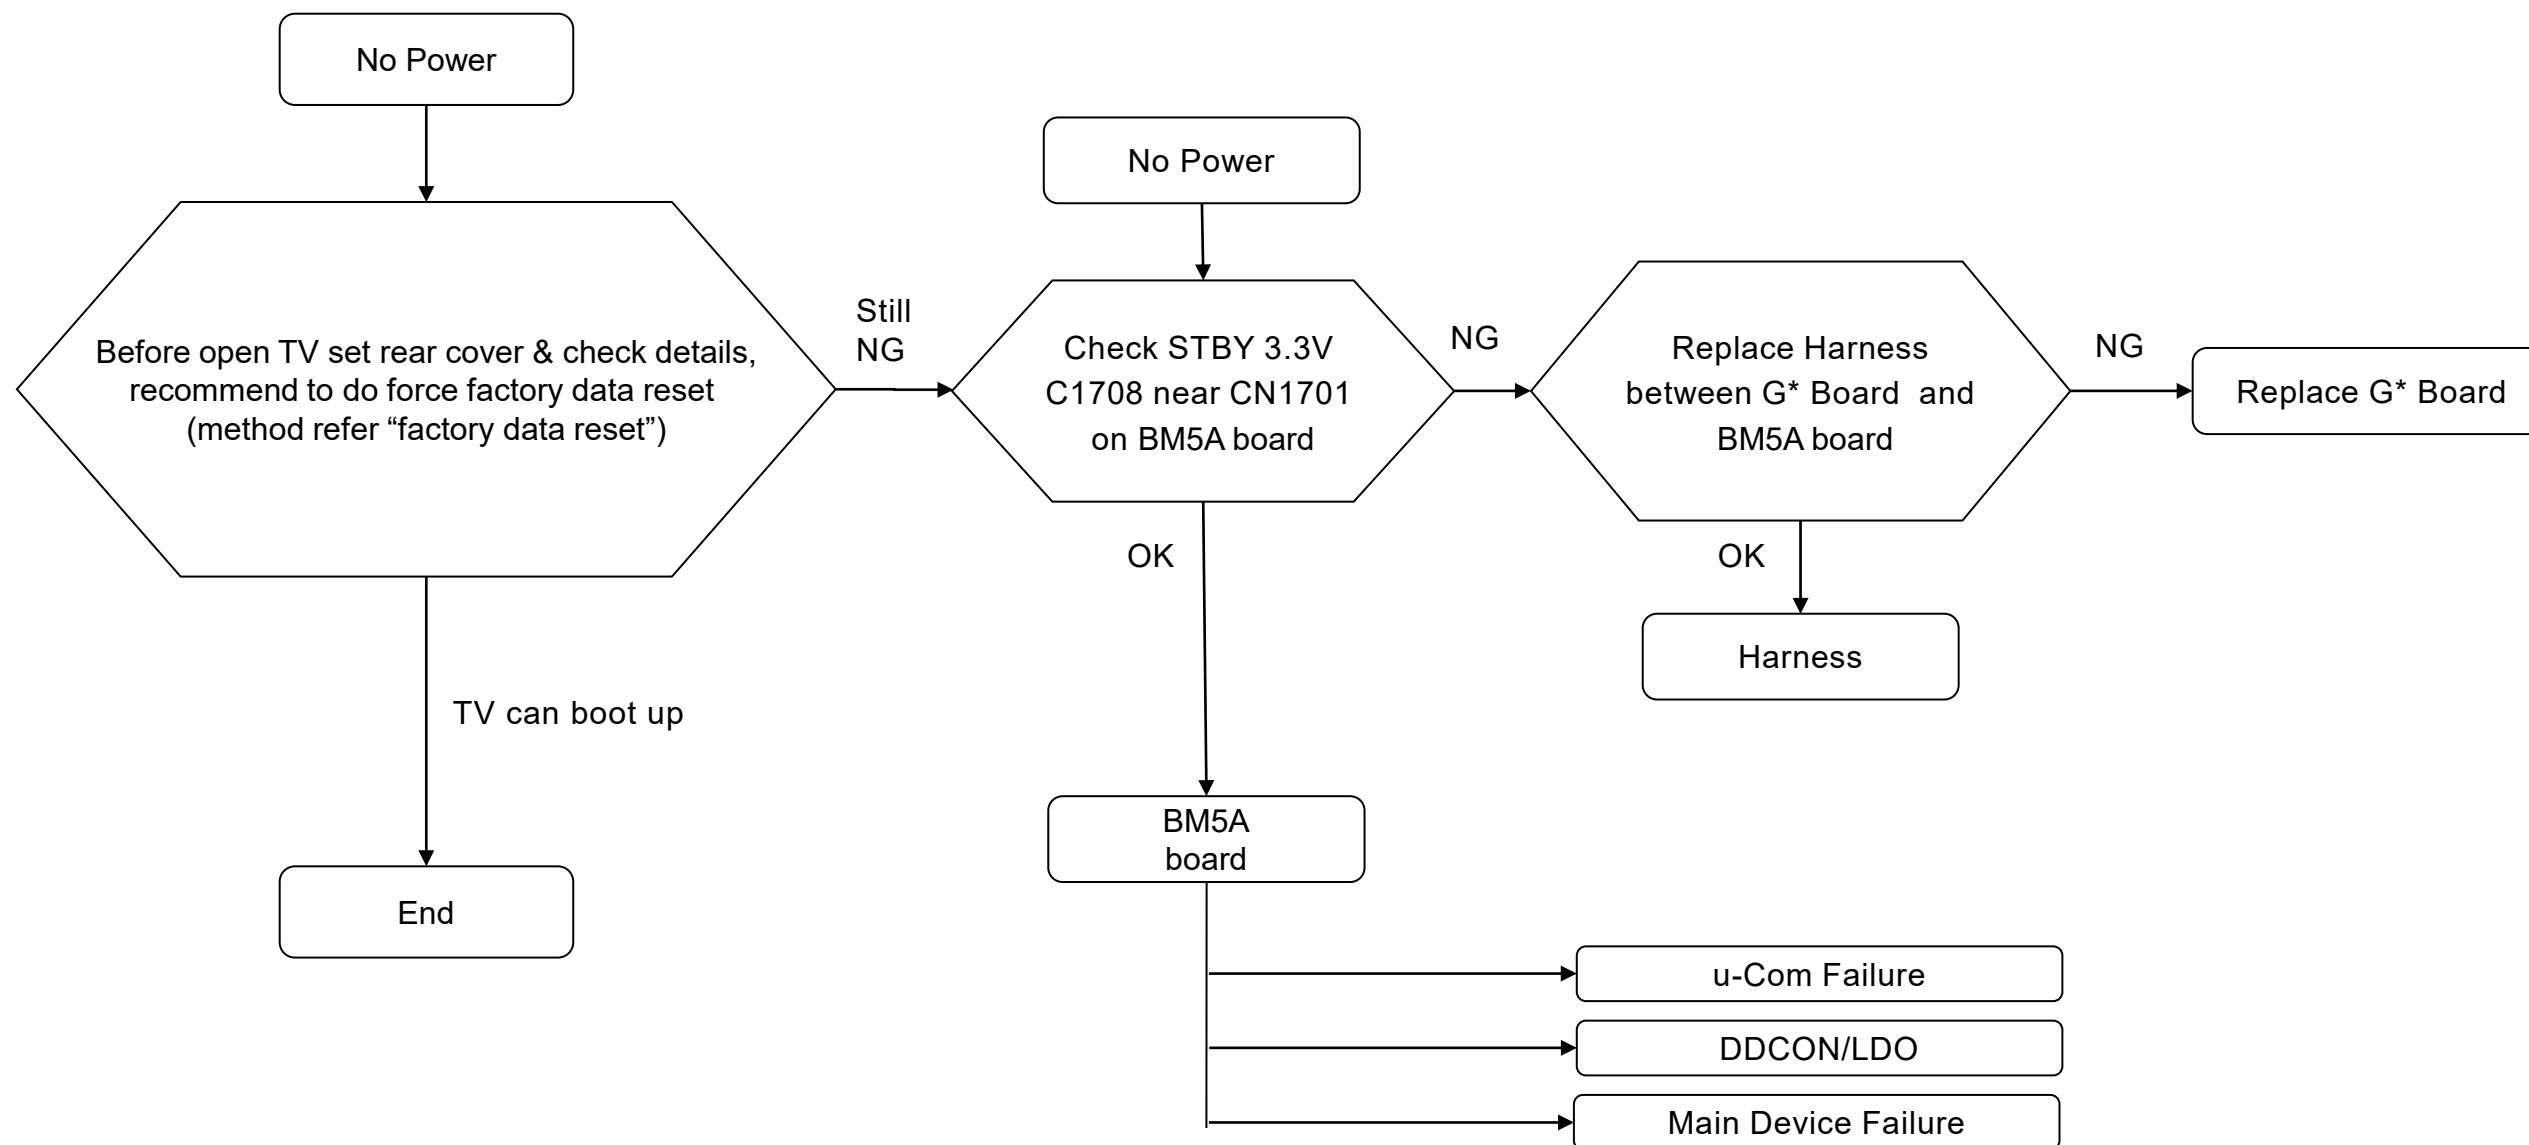 No Power
Before open TV set rear cover & check details,
recommend to do force factory data reset
(method refer “factory data reset”)
Still
NG
TV can boot up
End
No Power
Check STBY 3.3V
C1708 near CN1701
on BM5A board
NG
OK
Replace Harness
between G* Board  and
BM5A board
NG
Replace G* Board
OK
Harness
BM5A
board
u-Com Failure
DDCON/LDO
Main Device Failure